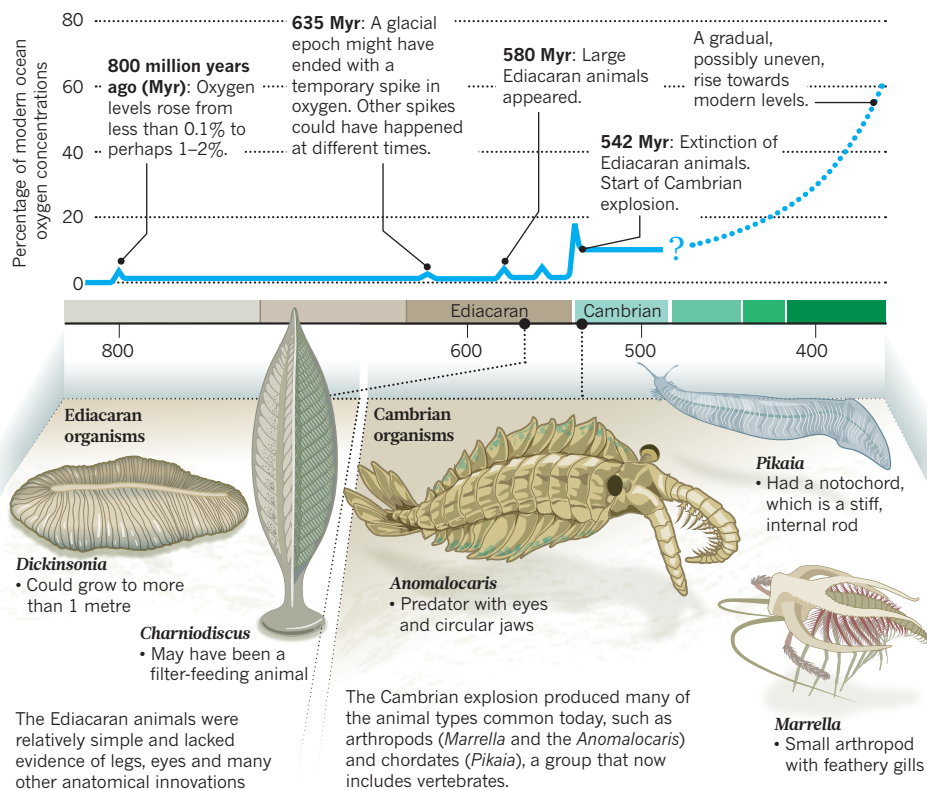 Percentage of modern ocean
oxygen concentrations
80
60
40
20
0
800 million years
ago (Myr): Oxygen
levels rose from
less than 0.1% to
perhaps 1–2%.
635 Myr: A glacial
epoch might have
ended with a
temporary spike in
oxygen. Other spikes
could have happened
at different times.
580 Myr: Large
Ediacaran animals
appeared.
542 Myr: Extinction of
Ediacaran animals.
Start of Cambrian
explosion.
A gradual,
possibly uneven,
rise towards
modern levels.
?
Ediacaran
Cambrian
800
600
500
400
Ediacaran
organisms
Dickinsonia
• Could grow to more
than 1 metre
Charniodiscus
• May have been a
filter-feeding animal
The Ediacaran animals were
relatively simple and lacked
evidence of legs, eyes and many
other anatomical innovations
Cambrian
organisms
Anomalocaris
• Predator with eyes
and circular jaws
Pikaia
• Had a notochord,
which is a stiff,
internal rod
Marrella
• Small arthropod
with feathery gills
The Cambrian explosion produced many of
the animal types common today, such as
arthropods (Marrella and the Anomalocaris)
and chordates (Pikaia), a group that now
includes vertebrates.